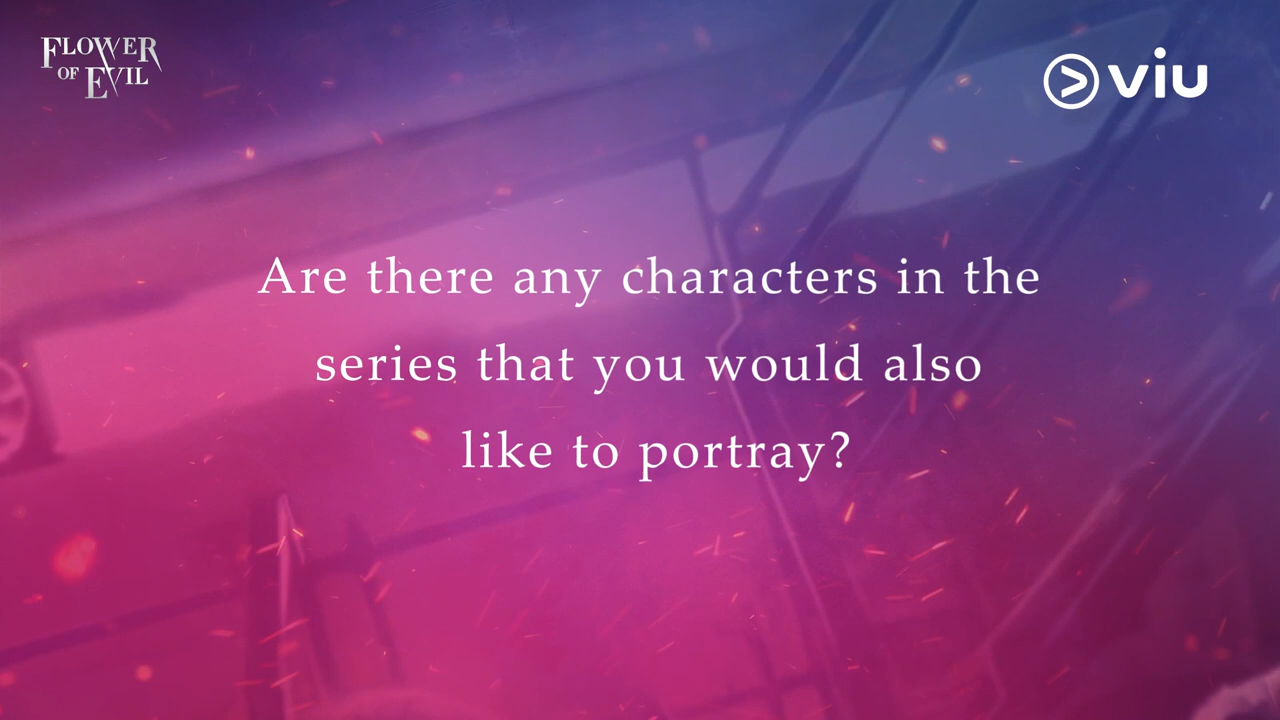 FLOWER
OF EVIL
viu
Are there any characters in the
series that you would also
like to portray?